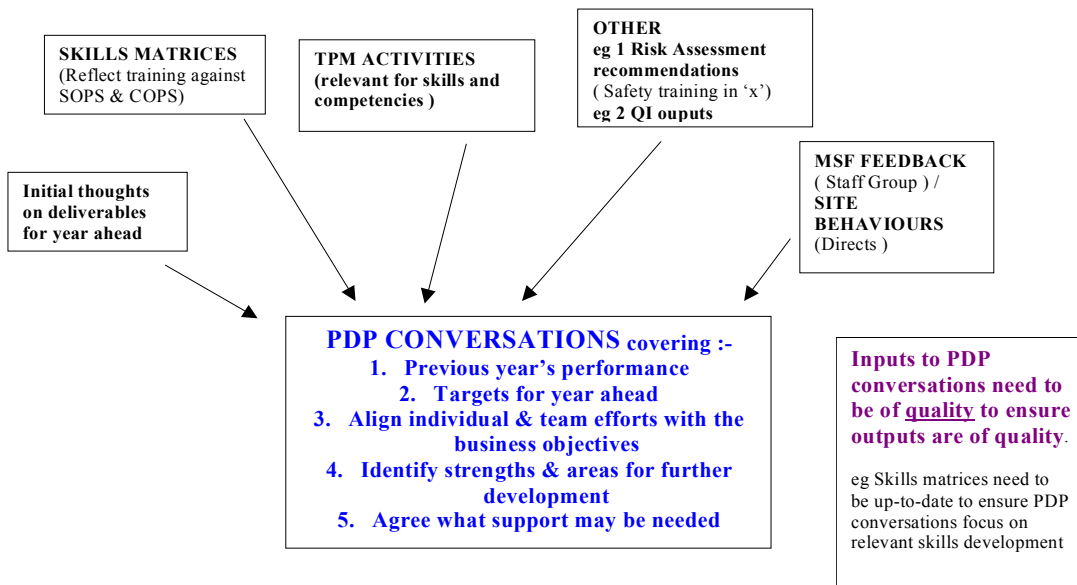 OTHER
eg 1 Risk Assessment
recommendations
( Safety training in ‘x’)
eg 2 QI ouputs
SKILLS MATRICES
(Reflect training against
SOPS & COPS)
TPM ACTIVITIES
(relevant for skills and
competencies )
MSF FEEDBACK
( Staff Group ) /
SITE
BEHAVIOURS
(Directs )
Initial thoughts
on deliverables
for year ahead
PDP CONVERSATIONS covering :-
1. Previous year’s performance
2. Targets for year ahead
3. Align individual & team efforts with the
business objectives
4. Identify strengths & areas for further
development
5. Agree what support may be needed
Inputs to PDP
conversations need to
be of quality to ensure
outputs are of quality.
eg Skills matrices need to
be up-to-date to ensure PDP
conversations focus on
relevant skills development